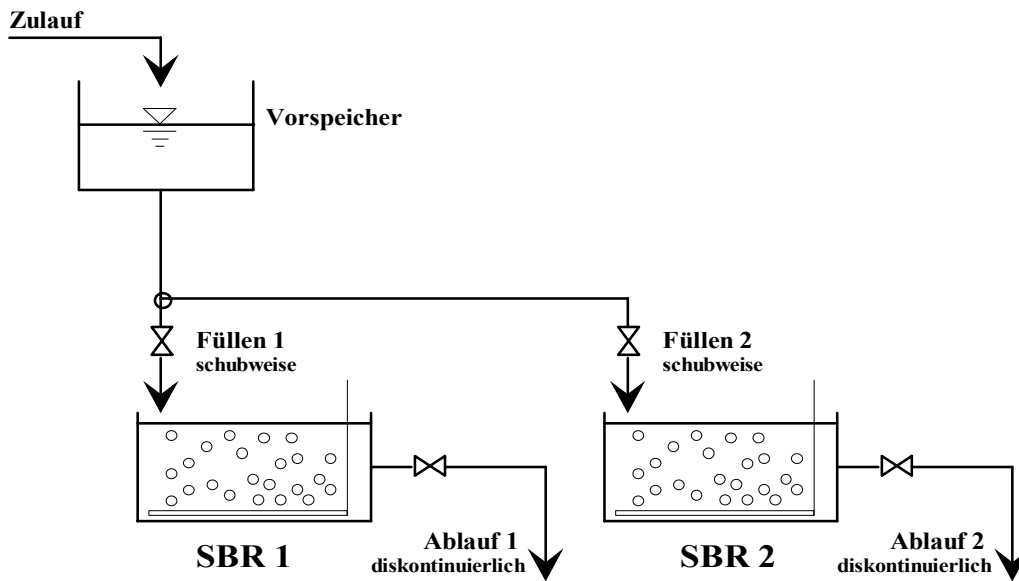 Zulauf
Vorspeicher
Füllen 1
schubweise
Füllen 2
schubweise
SBR 1
Ablauf 1
diskontinuierlich
SBR 2
Ablauf 2
diskontinuierlich